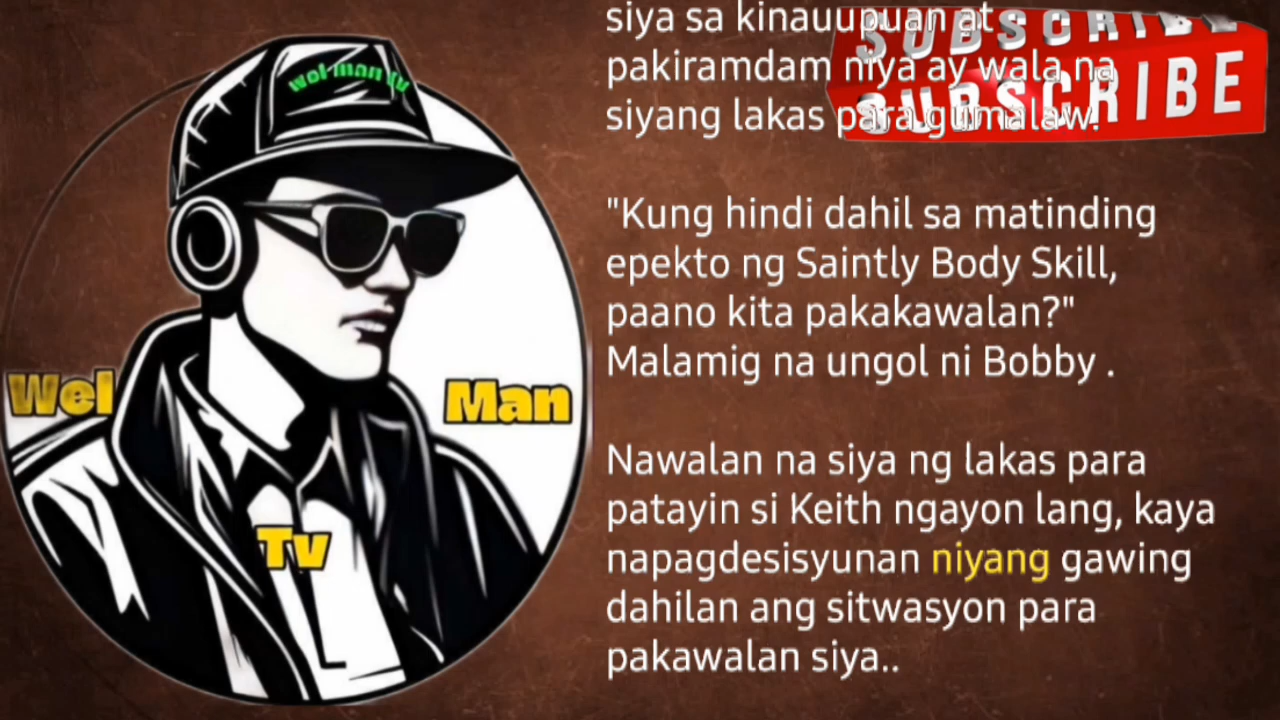 wel man tv
Wel
Man
Tv
SUBSCRIBE
SUBSCRIBE
siya sa kinauupuan at
pakiramdam niya ay wala na
siyang lakas para gumalaw.
"Kung hindi dahil sa matinding
epekto ng Saintly Body Skill,
paano kita pakakawalan?"
Malamig na ungol ni Bobby .
Nawalan na siya ng lakas para
patayin si Keith ngayon lang, kaya
napagdesisyunan niyang gawing
dahilan ang sitwasyon para
pakawalan siya..